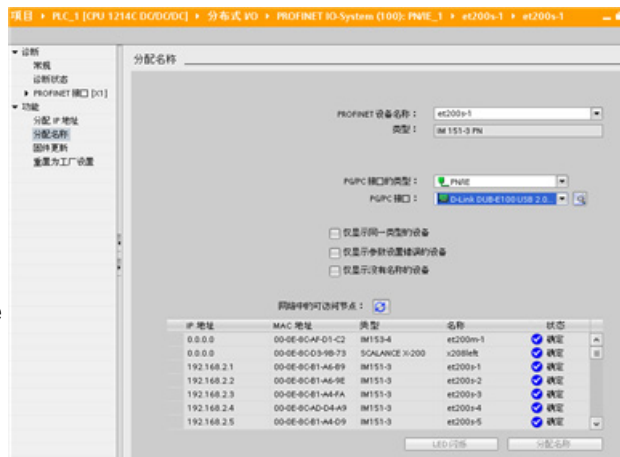 项目 ▸ PLC_1 [CPU 1214C DC/DC/DC] ▸ 分布式 I/O ▸ PROFINET IO-System (100): PN/IE_1 ▸ et200s-1 ▸ et200s-1
诊断
常规
诊断状态
PROFINET 接口 [X1]
功能
分配 IP 地址
分配名称
固件更新
重置为工厂设置
分配名称
PROFINET 设备名称： et200s-1
类型： IM 151-3 PN
PG/PC 接口的类型： PN/IE
PG/PC 接口： D-Link DUB-E100 USB 2.0...
仅显示同一类型的设备
仅显示参数设置错误的设备
仅显示没有名称的设备
网络中的可访问节点：
IP 地址 MAC 地址 类型 名称 状态
0.0.0.0 00-0E-8C-AF-D1-C2 IM153-4 et200m-1 确定
0.0.0.0 00-0E-8C-D3-9B-73 SCALANCE X-200 x208left 确定
192.168.2.1 00-0E-8C-B1-A6-B9 IM151-3 et200s-1 确定
192.168.2.2 00-0E-8C-B1-A6-9E IM151-3 et200s-2 确定
192.168.2.3 00-0E-8C-B1-A4-FA IM151-3 et200s-3 确定
192.168.2.4 00-0E-8C-AD-D4-A9 IM151-3 et200s-4 确定
192.168.2.5 00-0E-8C-B1-A4-D9 IM151-3 et200s-5 确定
LED 闪烁 分配名称